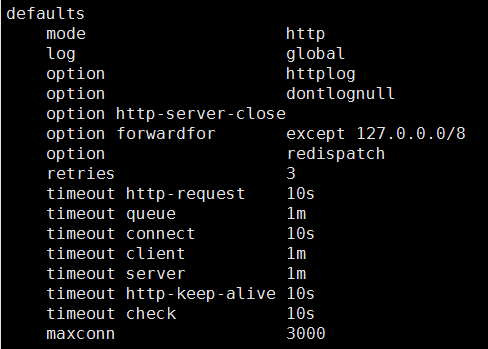 defaults
    mode                    http
    log                     global
    option                  httplog
    option                  dontlognull
    option http-server-close
    option forwardfor       except 127.0.0.0/8
    option                  redispatch
    retries                 3
    timeout http-request    10s
    timeout queue           1m
    timeout connect         10s
    timeout client          1m
    timeout server          1m
    timeout http-keep-alive 10s
    timeout check           10s
    maxconn                 3000